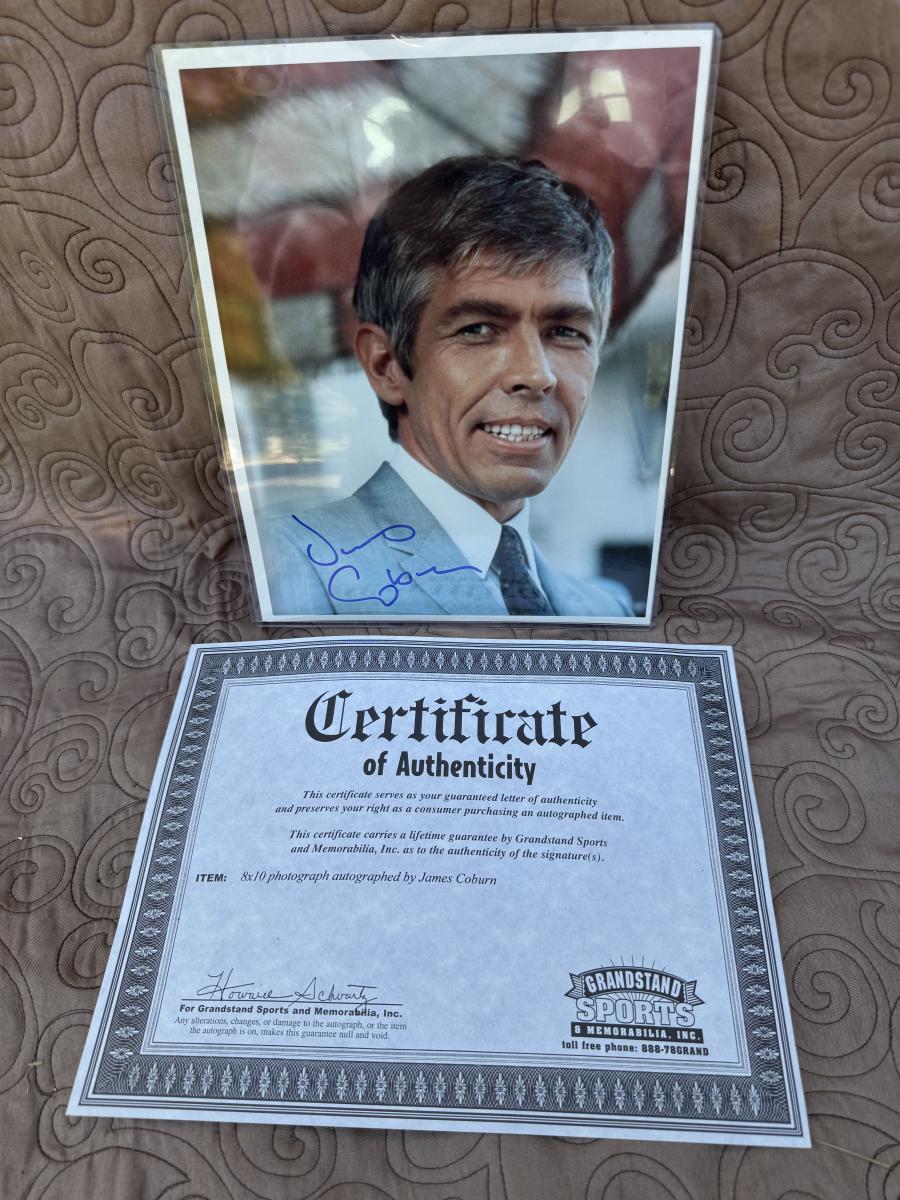 James
Coburn
Certificate
of Authenticity
This certificate serves as your guaranteed letter of authenticity
and preserves your right as a consumer purchasing an autographed item.
This certificate carries a lifetime guarantee by Grandstand Sports
and Memorabilia, Inc. as to the authenticity of the signature(s).
ITEM: 8x10 photograph autographed by James Coburn
Howard Schwartz
For Grandstand Sports and Memorabilia, Inc.
Any alterations, changes, or damage to the autograph, or the item
the autograph is on, makes this guarantee null and void.
GRANDSTAND
SPORTS
& MEMORABILIA, INC.
toll free phone: 888-78GRAND